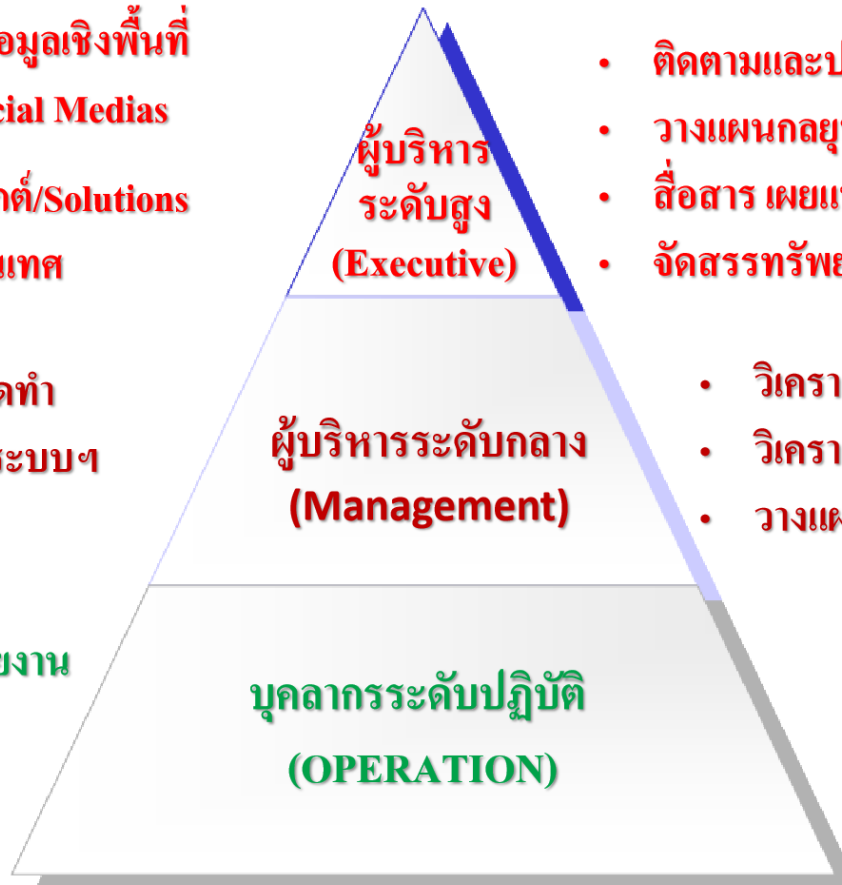 อมูลเชิงพื้นที่
cial Medias
กต์/Solutions
นเทศ
ดทำ
ระบบฯ
ยงาน
ผู้บริหาร
ระดับสูง
(Executive)
ผู้บริหารระดับกลาง
(Management)
บุคลากรระดับปฏิบัติ
(OPERATION)
• ติดตามและป
• วางแผนกลยุ
• สื่อสาร เผยแ
• จัดสรรทรัพย
• วิเครา
• วิเครา
• วางแผ